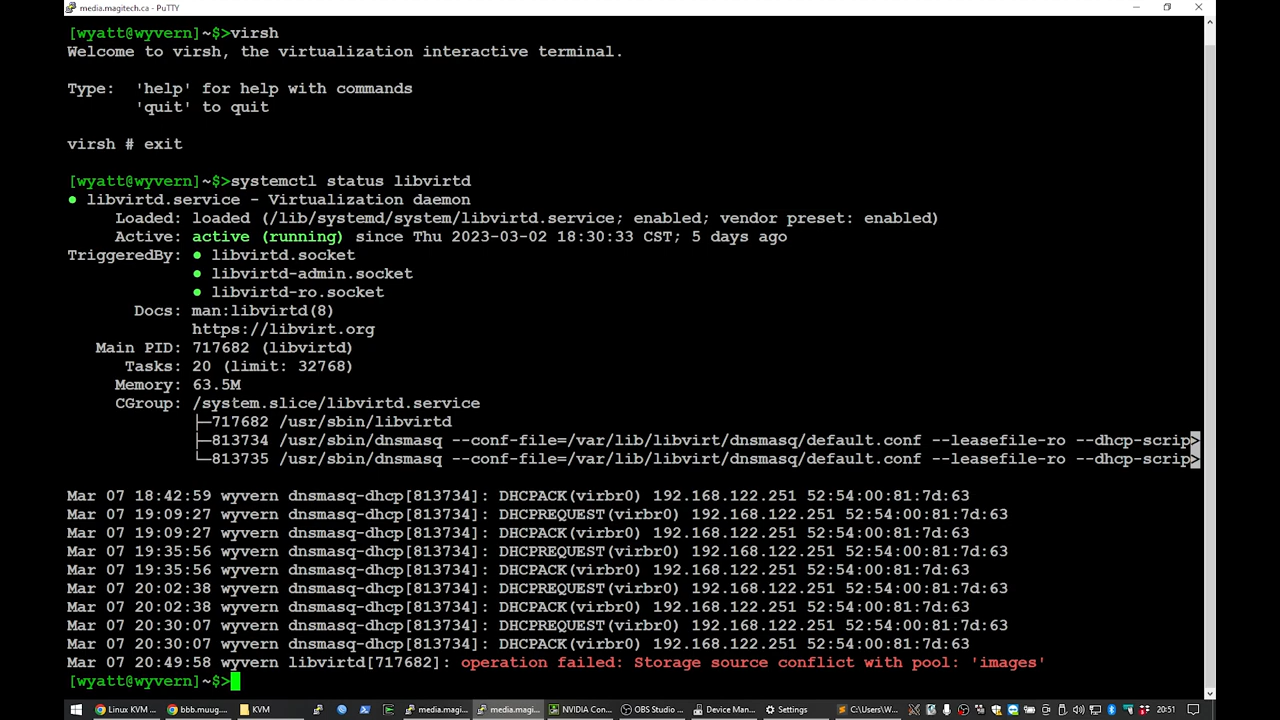 media.magitech.ca - PuTTY
[wyatt@wyvern]~$>virsh
Welcome to virsh, the virtualization interactive terminal.
Type:  'help' for help with commands
       'quit' to quit
virsh # exit
[wyatt@wyvern]~$>systemctl status libvirtd
● libvirtd.service - Virtualization daemon
     Loaded: loaded (/lib/systemd/system/libvirtd.service; enabled; vendor preset: enabled)
     Active: active (running) since Thu 2023-03-02 18:30:33 CST; 5 days ago
TriggeredBy: ● libvirtd.socket
             ● libvirtd-admin.socket
             ● libvirtd-ro.socket
       Docs: man:libvirtd(8)
             https://libvirt.org
   Main PID: 717682 (libvirtd)
      Tasks: 20 (limit: 32768)
     Memory: 63.5M
     CGroup: /system.slice/libvirtd.service
             ├─717682 /usr/sbin/libvirtd
             ├─813734 /usr/sbin/dnsmasq --conf-file=/var/lib/libvirt/dnsmasq/default.conf --leasefile-ro --dhcp-scrip>
             └─813735 /usr/sbin/dnsmasq --conf-file=/var/lib/libvirt/dnsmasq/default.conf --leasefile-ro --dhcp-scrip>
Mar 07 18:42:59 wyvern dnsmasq-dhcp[813734]: DHCPACK(virbr0) 192.168.122.251 52:54:00:81:7d:63
Mar 07 19:09:27 wyvern dnsmasq-dhcp[813734]: DHCPREQUEST(virbr0) 192.168.122.251 52:54:00:81:7d:63
Mar 07 19:09:27 wyvern dnsmasq-dhcp[813734]: DHCPACK(virbr0) 192.168.122.251 52:54:00:81:7d:63
Mar 07 19:35:56 wyvern dnsmasq-dhcp[813734]: DHCPREQUEST(virbr0) 192.168.122.251 52:54:00:81:7d:63
Mar 07 19:35:56 wyvern dnsmasq-dhcp[813734]: DHCPACK(virbr0) 192.168.122.251 52:54:00:81:7d:63
Mar 07 20:02:38 wyvern dnsmasq-dhcp[813734]: DHCPREQUEST(virbr0) 192.168.122.251 52:54:00:81:7d:63
Mar 07 20:02:38 wyvern dnsmasq-dhcp[813734]: DHCPACK(virbr0) 192.168.122.251 52:54:00:81:7d:63
Mar 07 20:30:07 wyvern dnsmasq-dhcp[813734]: DHCPREQUEST(virbr0) 192.168.122.251 52:54:00:81:7d:63
Mar 07 20:30:07 wyvern dnsmasq-dhcp[813734]: DHCPACK(virbr0) 192.168.122.251 52:54:00:81:7d:63
Mar 07 20:49:58 wyvern libvirtd[717682]: operation failed: Storage source conflict with pool: 'images'
[wyatt@wyvern]~$>
Linux KVM ... bbb.muug... KVM media.magi... media.magi... NVIDIA Con... OBS Studio ... Device Man... Settings C:\Users\W... 20:51